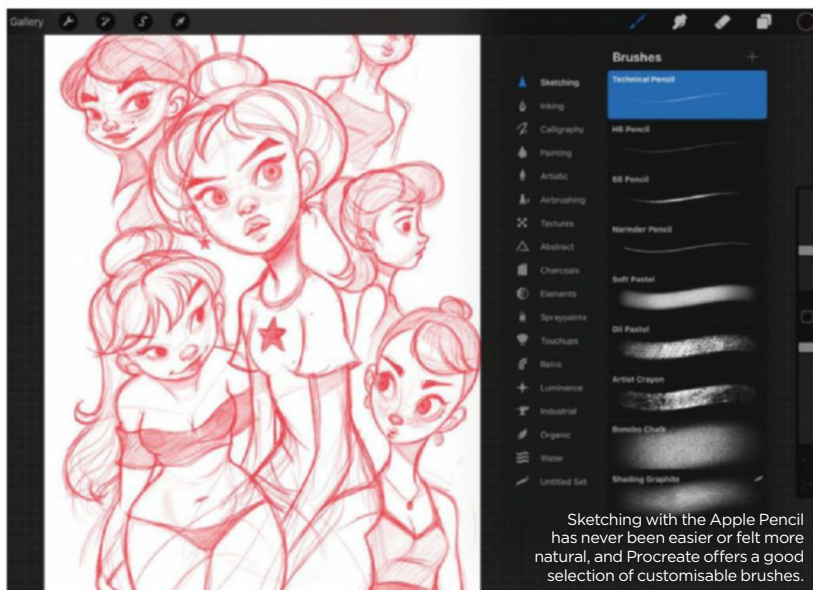 Gallery
Brushes
Sketching
Inking
Calligraphy
Painting
Artistic
Airbrushing
Textures
Abstract
Charcoals
Elements
Spraypaints
Touchups
Retro
Luminance
Industrial
Organic
Water
Untitled Set
Technical Pencil
HB Pencil
6B Pencil
Narinder Pencil
Soft Pastel
Oil Pastel
Artist Crayon
Bonobo Chalk
Shading Graphite
Sketching with the Apple Pencil
has never been easier or felt more
natural, and Procreate offers a good
selection of customisable brushes.